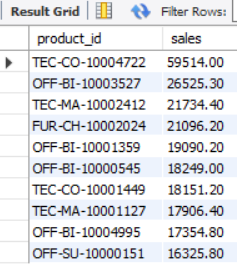 Result Grid Filter Rows:
product_id sales
TEC-CO-10004722 59514.00
OFF-BI-10003527 26525.30
TEC-MA-10002412 21734.40
FUR-CH-10002024 21096.20
OFF-BI-10001359 19090.20
OFF-BI-10000545 18249.00
TEC-CO-10001449 18151.20
TEC-MA-10001127 17906.40
OFF-BI-10004995 17354.80
OFF-SU-10000151 16325.80